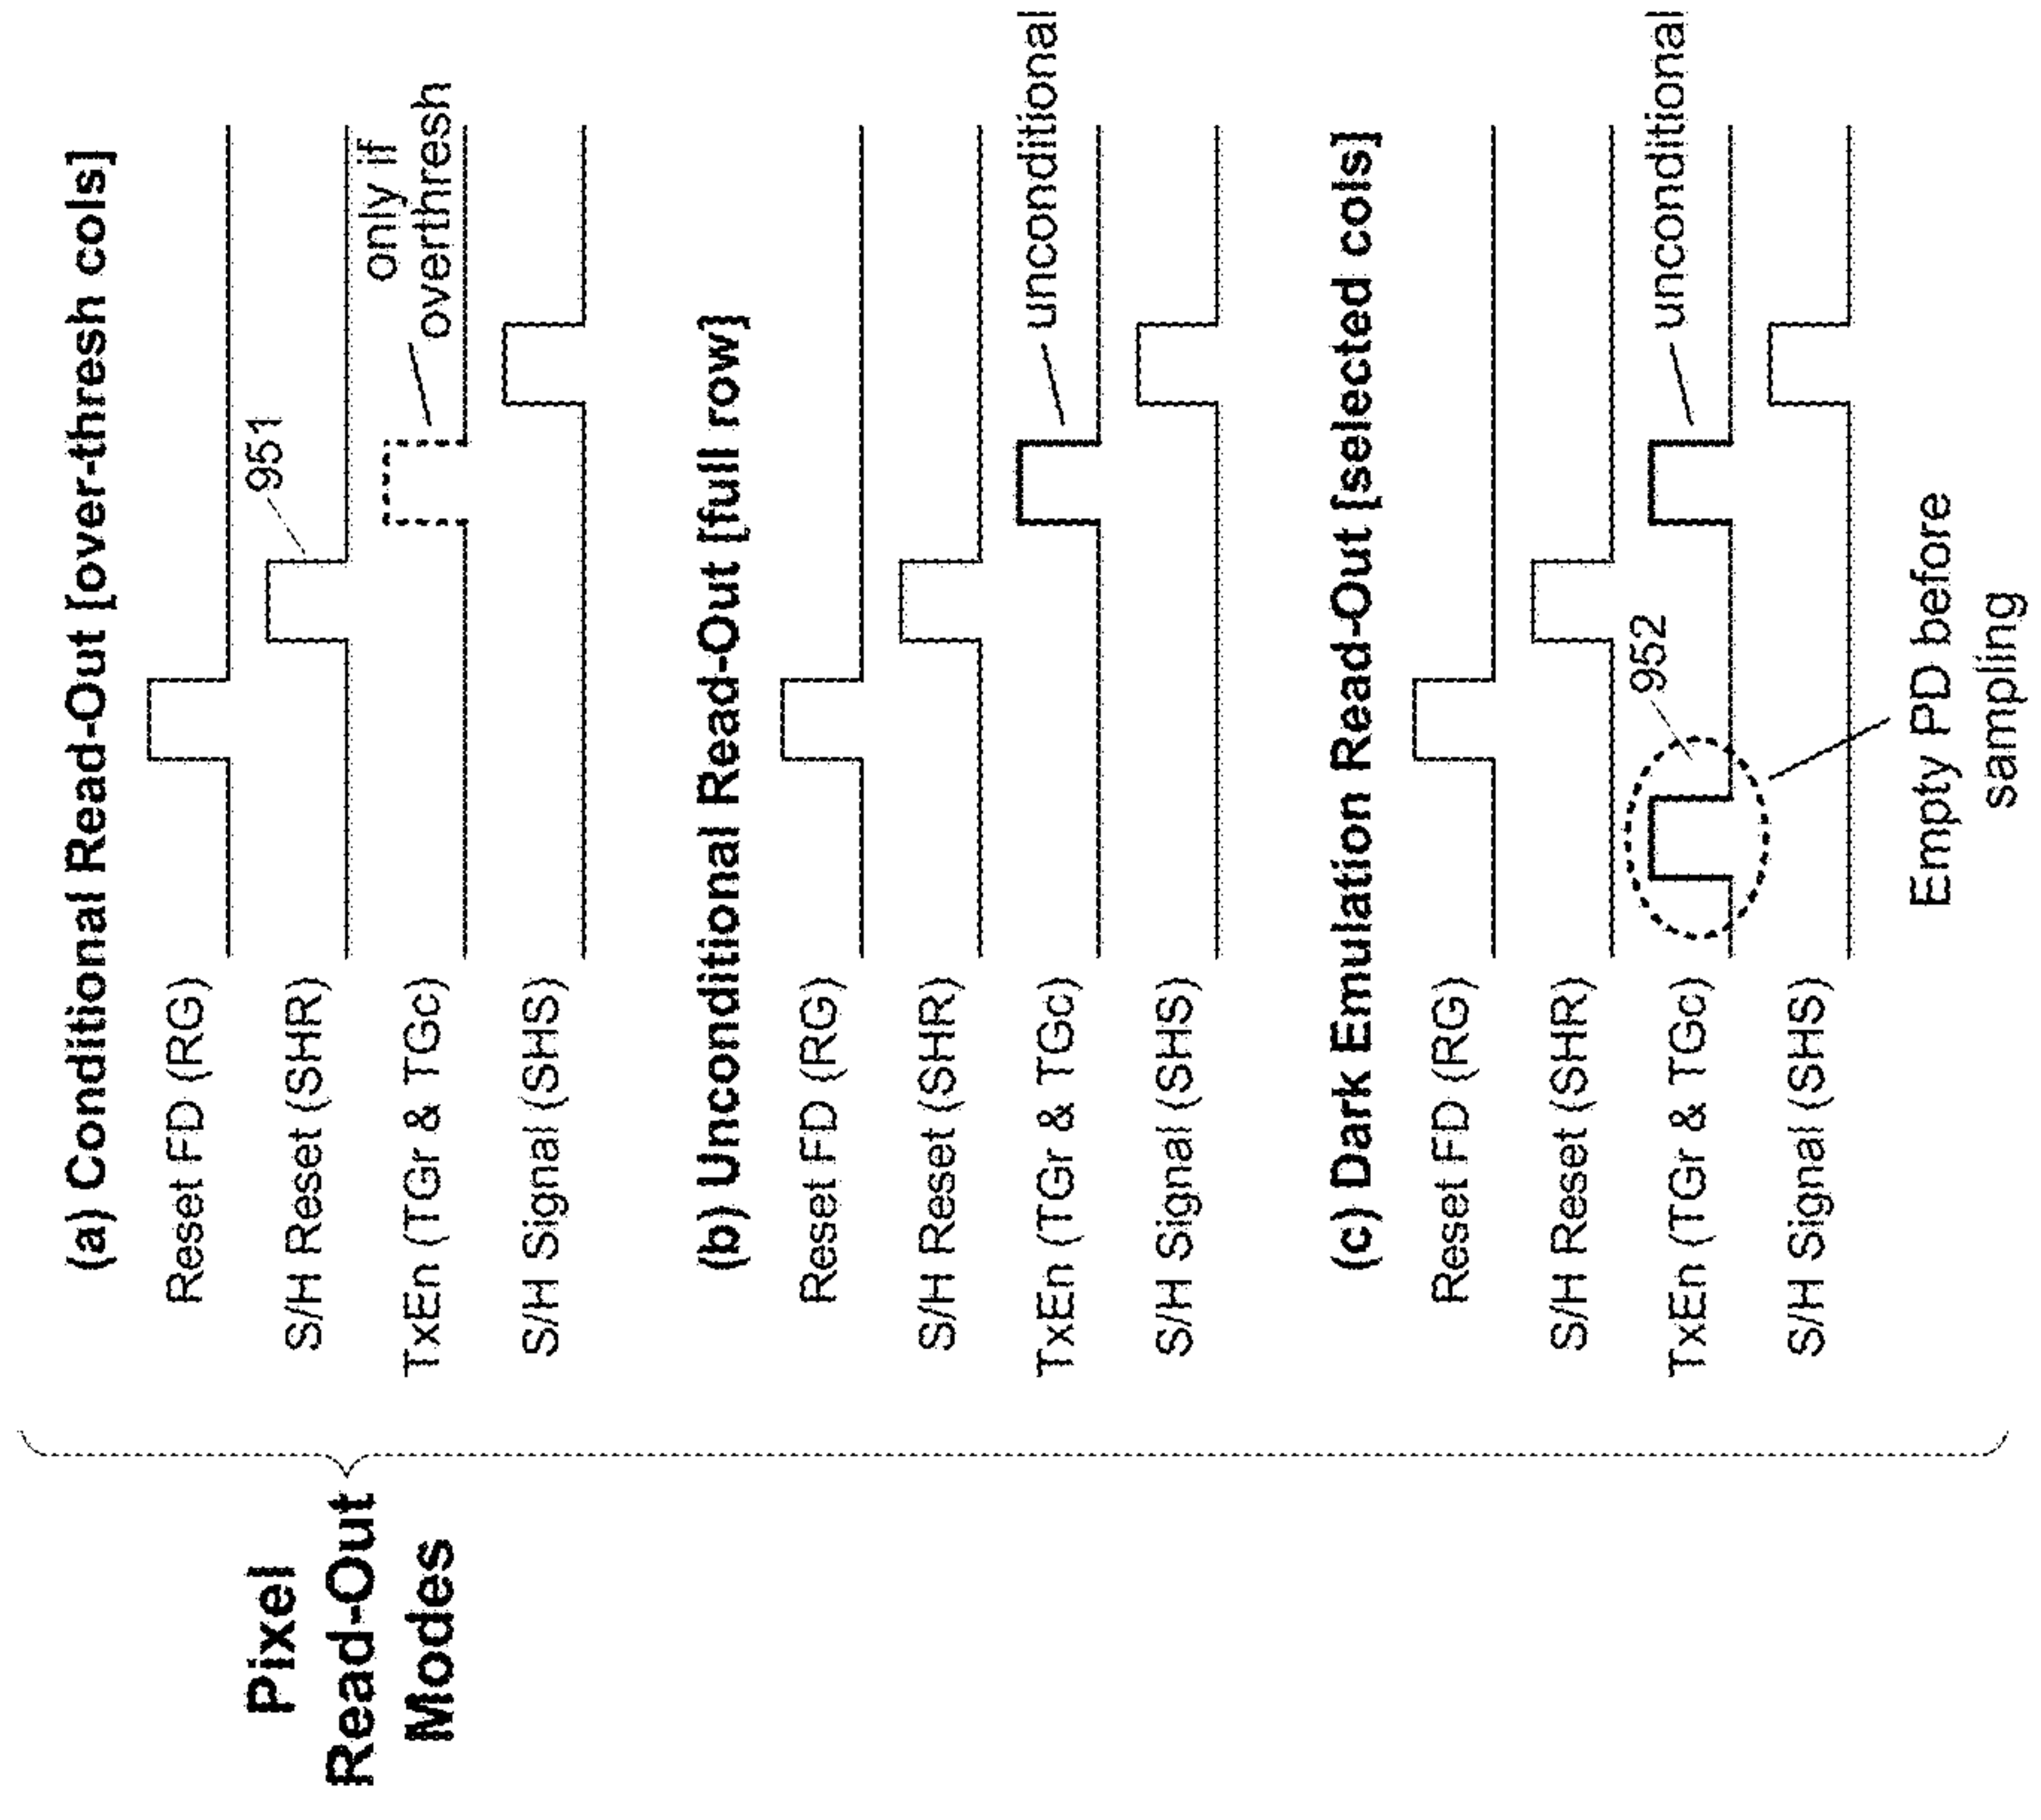 Pixel
Read-Out
Modes
(a) Conditional Read-Out [over-thresh cols]
Reset FD (RG)
S/H Reset (SHR)
951
TxEn (TGr & TGc)
only if
overthresh
S/H Signal (SHS)
(b) Unconditional Read-Out [full row]
Reset FD (RG)
S/H Reset (SHR)
TxEn (TGr & TGc)
unconditional
S/H Signal (SHS)
(c) Dark Emulation Read-Out [selected cols]
Reset FD (RG)
S/H Reset (SHR)
952
TxEn (TGr & TGc)
unconditional
S/H Signal (SHS)
Empty PD before
sampling